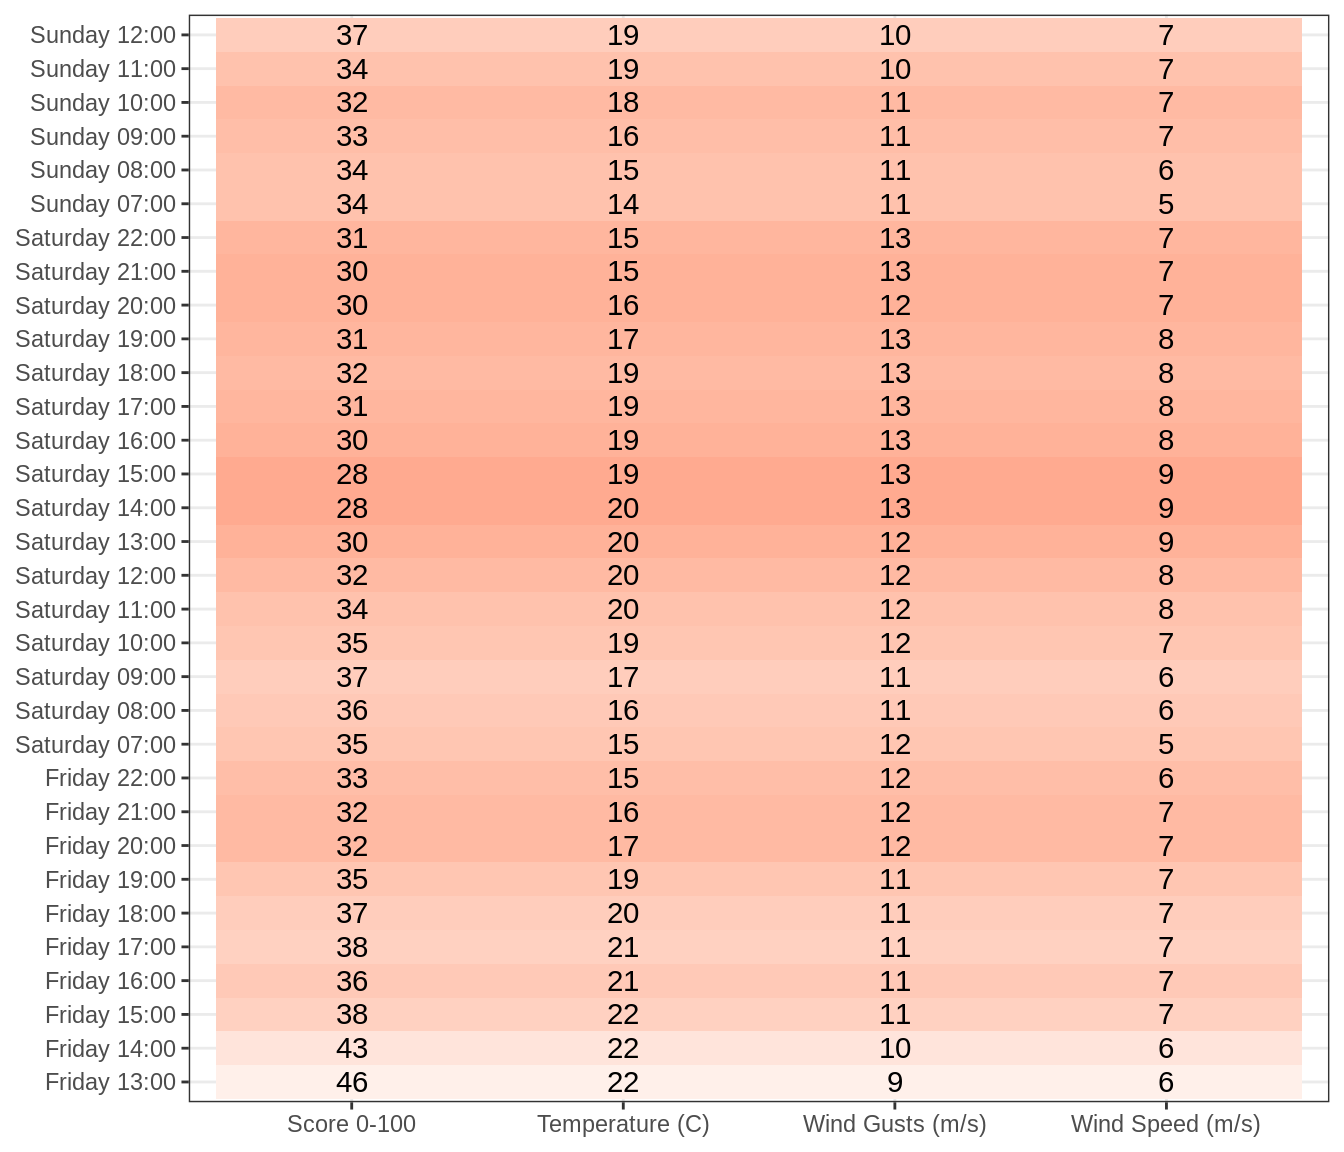 Sunday 12:00 37 19 10 7
Sunday 11:00 34 19 10 7
Sunday 10:00 32 18 11 7
Sunday 09:00 33 16 11 7
Sunday 08:00 34 15 11 6
Sunday 07:00 34 14 11 5
Saturday 22:00 31 15 13 7
Saturday 21:00 30 15 13 7
Saturday 20:00 30 16 12 7
Saturday 19:00 31 17 13 8
Saturday 18:00 32 19 13 8
Saturday 17:00 31 19 13 8
Saturday 16:00 30 19 13 8
Saturday 15:00 28 19 13 9
Saturday 14:00 28 20 13 9
Saturday 13:00 30 20 12 9
Saturday 12:00 32 20 12 8
Saturday 11:00 34 20 12 8
Saturday 10:00 35 19 12 7
Saturday 09:00 37 17 11 6
Saturday 08:00 36 16 11 6
Saturday 07:00 35 15 12 5
Friday 22:00 33 15 12 6
Friday 21:00 32 16 12 7
Friday 20:00 32 17 12 7
Friday 19:00 35 19 11 7
Friday 18:00 37 20 11 7
Friday 17:00 38 21 11 7
Friday 16:00 36 21 11 7
Friday 15:00 38 22 11 7
Friday 14:00 43 22 10 6
Friday 13:00 46 22 9 6
Score 0-100 Temperature (C) Wind Gusts (m/s) Wind Speed (m/s)